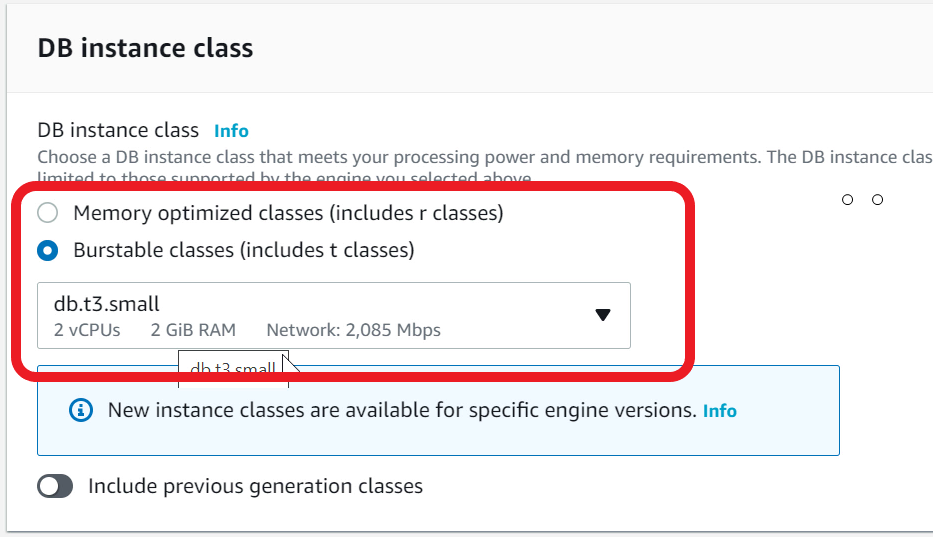 DB instance class
DB instance class Info
Choose a DB instance class that meets your processing power and memory requirements. The DB instance clas
limited to those supported by the engine you selected above.
Memory optimized classes (includes r classes)
Burstable classes (includes t classes)
db.t3.small
2 vCPUs 2 GiB RAM Network: 2,085 Mbps
db.t3.small
New instance classes are available for specific engine versions. Info
Include previous generation classes